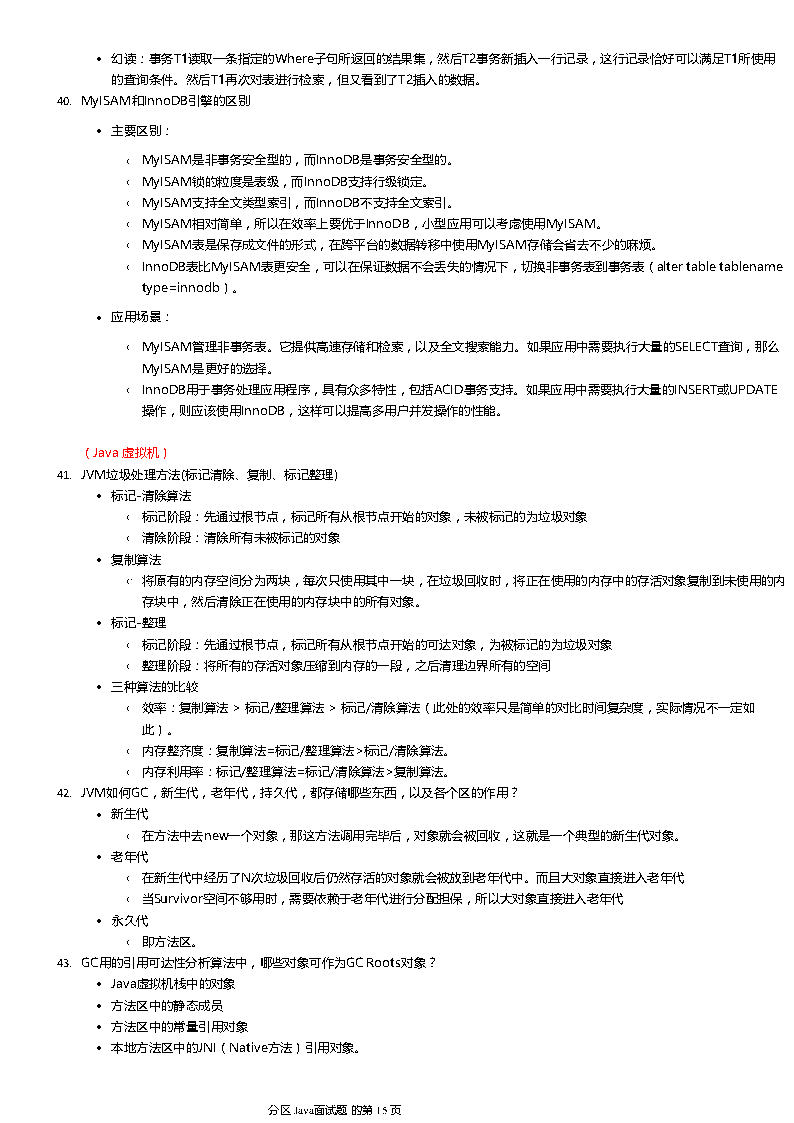 • 幻读：事务T1读取一条指定的Where子句所返回的结果集，然后T2事务新插入一行记录，这行记录恰好可以满足T1所使用
的查询条件。然后T1再次对表进行检索，但又看到了T2插入的数据。
40. MyISAM和InnoDB引擎的区别
• 主要区别：
‹ MyISAM是非事务安全型的，而InnoDB是事务安全型的。
‹ MyISAM锁的粒度是表级，而InnoDB支持行级锁定。
‹ MyISAM支持全文类型索引，而InnoDB不支持全文索引。
‹ MyISAM相对简单，所以在效率上要优于InnoDB，小型应用可以考虑使用MyISAM。
‹ MyISAM表是保存成文件的形式，在跨平台的数据转移中使用MyISAM存储会省去不少的麻烦。
‹ InnoDB表比MyISAM表更安全，可以在保证数据不会丢失的情况下，切换非事务表到事务表（alter table tablename
type=innodb）。
• 应用场景：
‹ MyISAM管理非事务表。它提供高速存储和检索，以及全文搜索能力。如果应用中需要执行大量的SELECT查询，那么
MyISAM是更好的选择。
‹ InnoDB用于事务处理应用程序，具有众多特性，包括ACID事务支持。如果应用中需要执行大量的INSERT或UPDATE
操作，则应该使用InnoDB，这样可以提高多用户并发操作的性能。
（Java 虚拟机）
41. JVM垃圾处理方法(标记清除、复制、标记整理)
• 标记-清除算法
‹ 标记阶段：先通过根节点，标记所有从根节点开始的对象，未被标记的为垃圾对象
‹ 清除阶段：清除所有未被标记的对象
• 复制算法
‹ 将原有的内存空间分为两块，每次只使用其中一块，在垃圾回收时，将正在使用的内存中的存活对象复制到未使用的内
存块中，然后清除正在使用的内存块中的所有对象。
• 标记-整理
‹ 标记阶段：先通过根节点，标记所有从根节点开始的可达对象，为被标记的为垃圾对象
‹ 整理阶段：将所有的存活对象压缩到内存的一段，之后清理边界所有的空间
• 三种算法的比较
‹ 效率：复制算法 > 标记/整理算法 > 标记/清除算法（此处的效率只是简单的对比时间复杂度，实际情况不一定如
此）。
‹ 内存整齐度：复制算法=标记/整理算法>标记/清除算法。
‹ 内存利用率：标记/整理算法=标记/清除算法>复制算法。
42. JVM如何GC，新生代，老年代，持久代，都存储哪些东西，以及各个区的作用？
• 新生代
‹ 在方法中去new一个对象，那这方法调用完毕后，对象就会被回收，这就是一个典型的新生代对象。
• 老年代
‹ 在新生代中经历了N次垃圾回收后仍然存活的对象就会被放到老年代中。而且大对象直接进入老年代
‹ 当Survivor空间不够用时，需要依赖于老年代进行分配担保，所以大对象直接进入老年代
• 永久代
‹ 即方法区。
43. GC用的引用可达性分析算法中，哪些对象可作为GC Roots对象？
• Java虚拟机栈中的对象
• 方法区中的静态成员
• 方法区中的常量引用对象
• 本地方法区中的JNI（Native方法）引用对象。
分区 Java面试题 的第 15 页